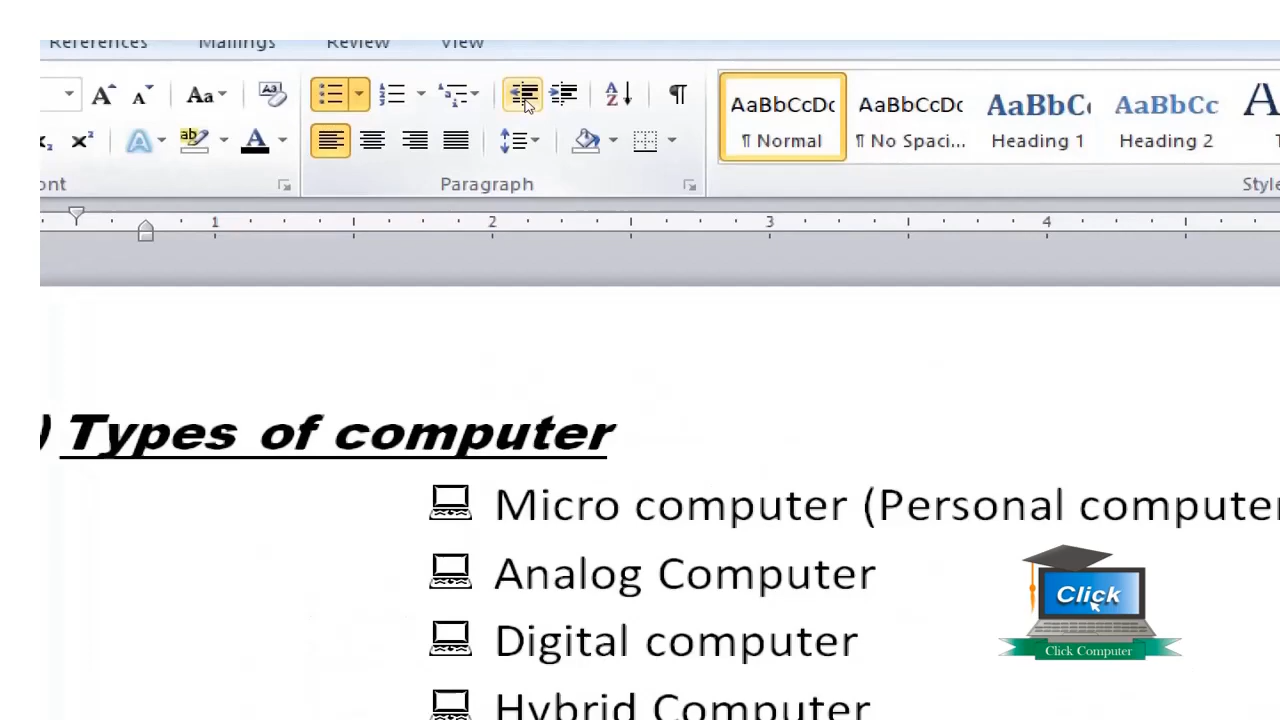 References Mailings Review View
Aa
¶ AaBbCcDc AaBbCcDc AaBbC AaBbCc A
A ¶ Normal ¶ No Spaci... Heading 1 Heading 2
ont Paragraph Style
1 2 3 4
) Types of computer
Micro computer (Personal computer
Analog Computer
Digital computer
Hybrid Computer
Click
Click Computer